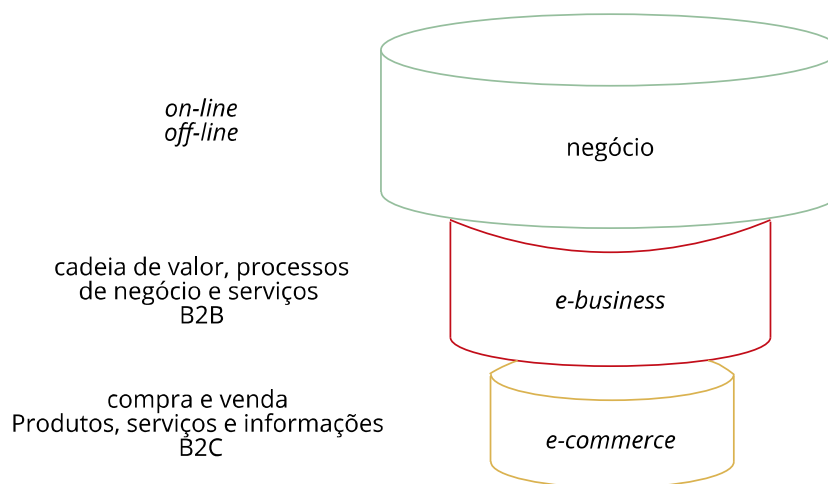 on-line
off-line
negócio
cadeia de valor, processos
de negócio e serviços
B2B
e-business
compra e venda
Produtos, serviços e informações
B2C
e-commerce